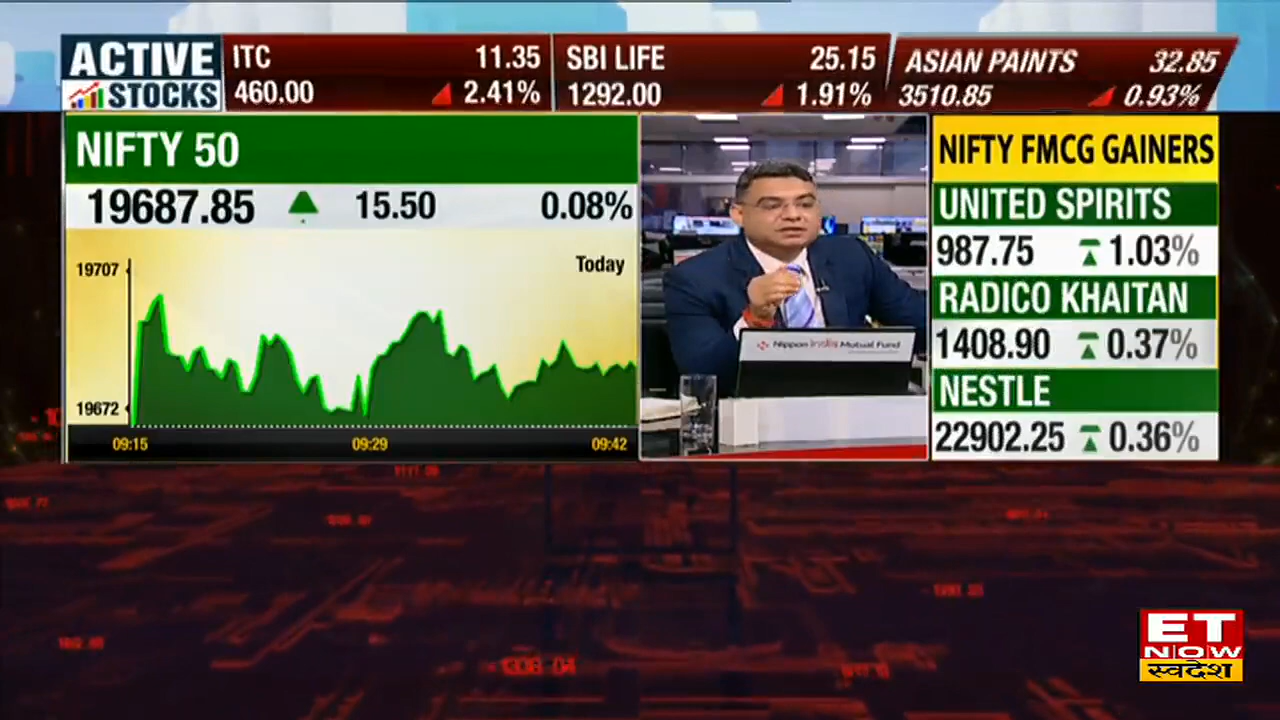 ACTIVE
STOCKS
ITC 11.35
460.00 2.41%
SBI LIFE 25.15
1292.00 1.91%
ASIAN PAINTS 32.85
3510.85 0.93%
NIFTY 50
19687.85 15.50 0.08%
Today
19707
19672
09:15 09:29 09:42
Nippon India Mutual Fund
NIFTY FMCG GAINERS
UNITED SPIRITS
987.75 1.03%
RADICO KHAITAN
1408.90 0.37%
NESTLE
22902.25 0.36%
ET
NOW
स्वदेश